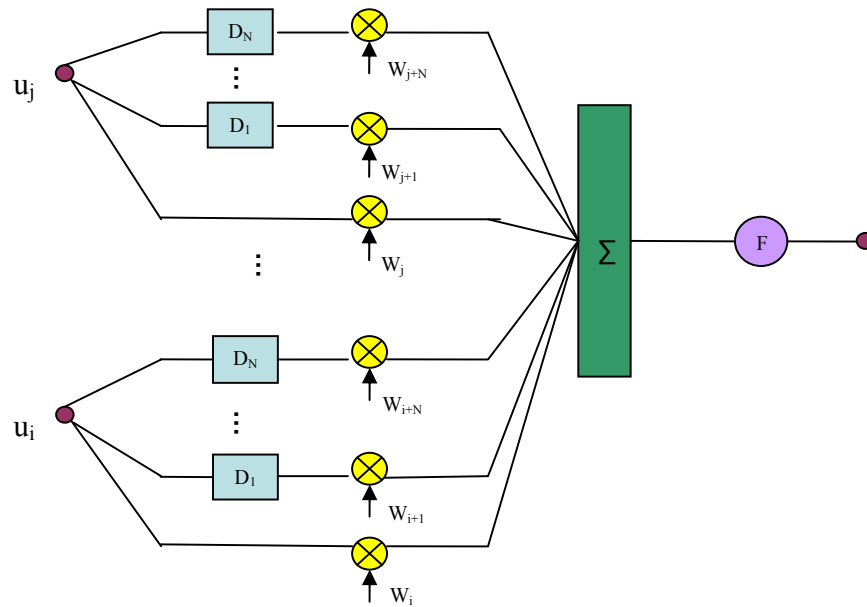 D_N
W_{j+N}
⋮
u_j
D_1
W_{j+1}
W_j
⋮
Σ
F
D_N
W_{i+N}
⋮
u_i
D_1
W_{i+1}
W_i